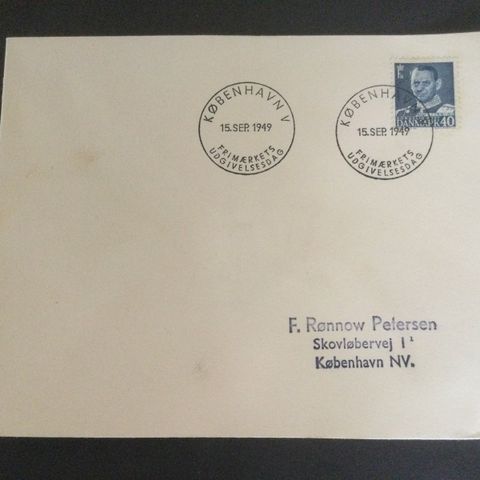 KØBENHAVN V
15.SEP. 1949
FRIMÆRKETS
UDGIVELSESDAG
KØBENHAVN
15.SEP. 1949
FRIMÆRKETS
UDGIVELSESDAG
DANMARK 40
F. Rønnow Petersen
Skovløbervej 1¹
København NV.